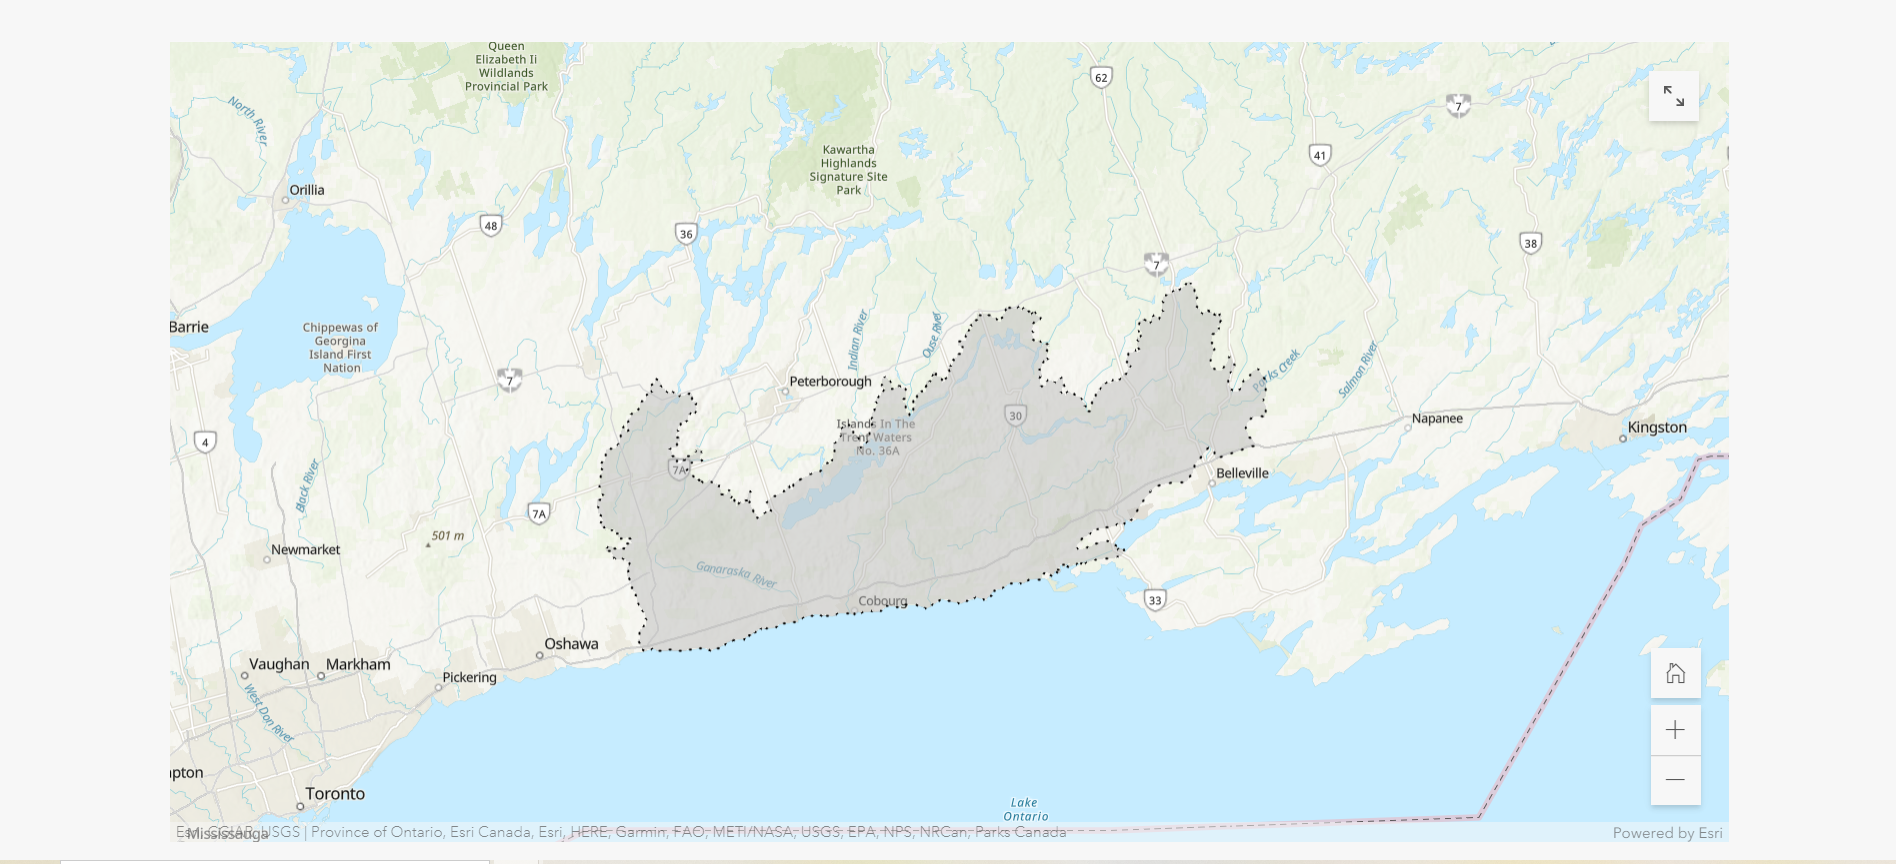 Queen
Elizabeth Ii
Wildlands
Provincial Park
62
7
North River
Kawartha
Highlands
Signature Site
Park
41
Orillia
48
36
38
7
Barrie
Chippewas of
Georgina
Island First
Nation
Indian River
Ouse River
Parks Creek
Salmon River
7
Peterborough
30
Islands In The
Trent Waters
No. 36A
Napanee
Kingston
4
7A
Belleville
Black River
7A
501 m
Newmarket
Ganaraska River
Cobourg
33
Oshawa
Vaughan
Markham
Pickering
West Don River
pton
Toronto
Lake
Ontario
Mississauga
Esri, CGIAR, USGS | Province of Ontario, Esri Canada, Esri, HERE, Garmin, FAO, METI/NASA, USGS, EPA, NPS, NRCan, Parks Canada
Powered by Esri